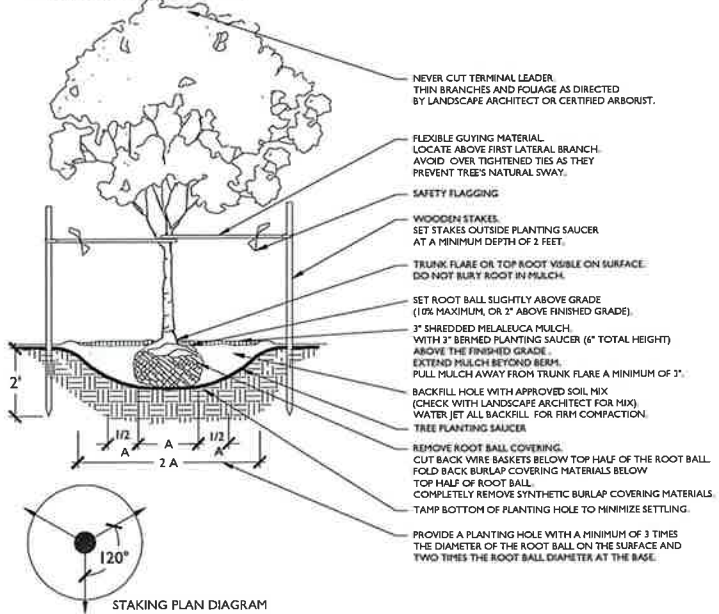 NEVER CUT TERMINAL LEADER.
THIN BRANCHES AND FOLIAGE AS DIRECTED
BY LANDSCAPE ARCHITECT OR CERTIFIED ARBORIST.
FLEXIBLE GUYING MATERIAL.
LOCATE ABOVE FIRST LATERAL BRANCH.
AVOID OVER TIGHTENED TIES AS THEY
PREVENT TREE'S NATURAL SWAY.
SAFETY FLAGGING
WOODEN STAKES.
SET STAKES OUTSIDE PLANTING SAUCER
AT A MINIMUM DEPTH OF 2 FEET.
TRUNK FLARE OR TOP ROOT VISIBLE ON SURFACE.
DO NOT BURY ROOT IN MULCH.
SET ROOT BALL SLIGHTLY ABOVE GRADE
(10% MAXIMUM, OR 2" ABOVE FINISHED GRADE).
3" SHREDDED MELALEUCA MULCH.
WITH 3" BERMED PLANTING SAUCER (6" TOTAL HEIGHT)
ABOVE THE FINISHED GRADE.
EXTEND MULCH BEYOND BERM.
PULL MULCH AWAY FROM TRUNK FLARE A MINIMUM OF 3".
BACKFILL HOLE WITH APPROVED SOIL MIX
(CHECK WITH LANDSCAPE ARCHITECT FOR MIX).
WATER JET ALL BACKFILL FOR FIRM COMPACTION.
TREE PLANTING SAUCER
REMOVE ROOT BALL COVERING.
CUT BACK WIRE BASKETS BELOW TOP HALF OF THE ROOT BALL.
FOLD BACK BURLAP COVERING MATERIALS BELOW
TOP HALF OF ROOT BALL.
COMPLETELY REMOVE SYNTHETIC BURLAP COVERING MATERIALS.
TAMP BOTTOM OF PLANTING HOLE TO MINIMIZE SETTLING.
PROVIDE A PLANTING HOLE WITH A MINIMUM OF 3 TIMES
THE DIAMETER OF THE ROOT BALL ON THE SURFACE AND
TWO TIMES THE ROOT BALL DIAMETER AT THE BASE.
2'
1/2 A
A
1/2 A
2 A
120°
STAKING PLAN DIAGRAM